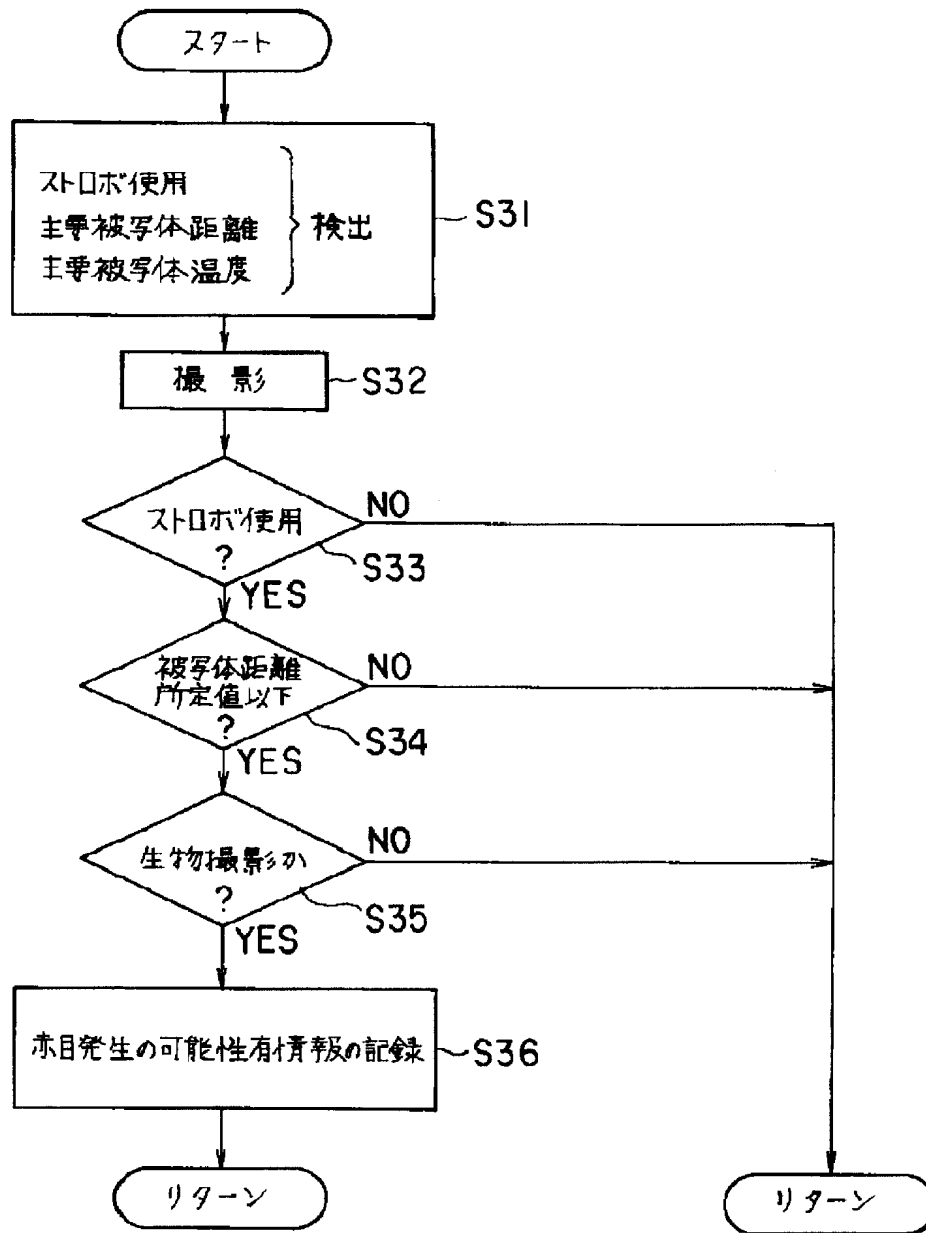 スタート
ストロボ使用
主要被写体距離
主要被写体温度
検出
S31
撮影
S32
ストロボ使用
?
NO
S33
YES
被写体距離
所定値以下
?
NO
S34
YES
生物撮影か
?
NO
S35
YES
赤目発生の可能性有情報の記録
S36
リターン
リターン